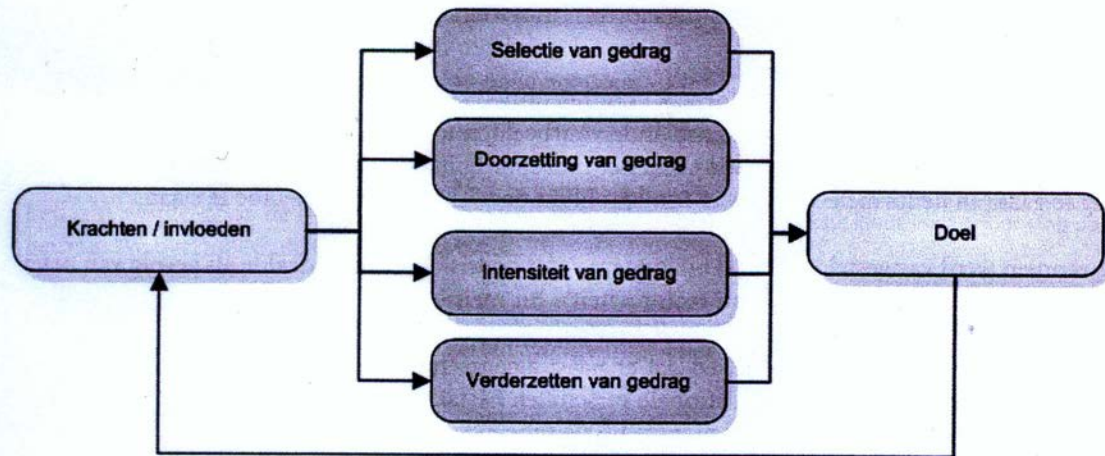 Selectie van gedrag
Doorzetting van gedrag
Krachten / invloeden
Doel
Intensiteit van gedrag
Verderzetten van gedrag